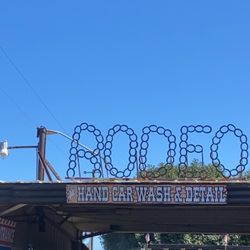 RODEO
HAND CAR WASH & DETAIL